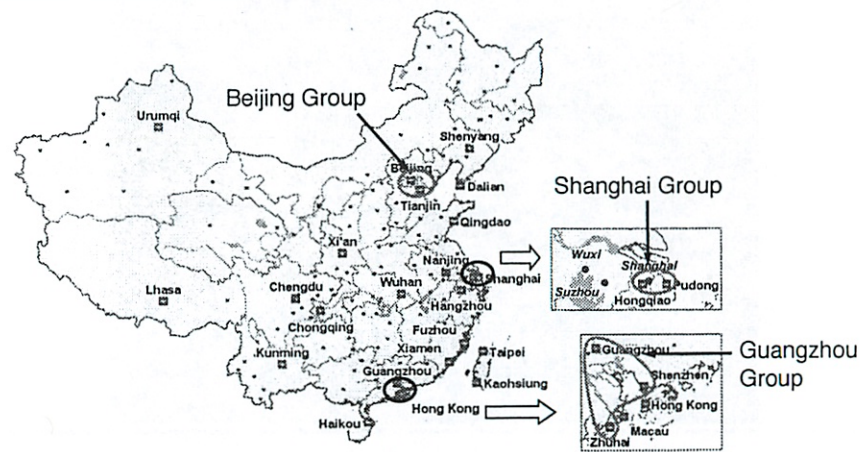 Urumqi
Beijing Group
Shenyang
Beijing
Dalian
Tianjin
Shanghai Group
Qingdao
Xi'an
Nanjing
Shanghai
Wuxi
Shanghai
Lhasa
Chengdu
Wuhan
Suzhou
Pudong
Hongqiao
Hangzhou
Chongqing
Fuzhou
Kunming
Xiamen
Taipei
Guangzhou
Guangzhou
Group
Guangzhou
Kaohsiung
Shenzhen
Hong Kong
Hong Kong
Haikou
Macau
Zhuhai